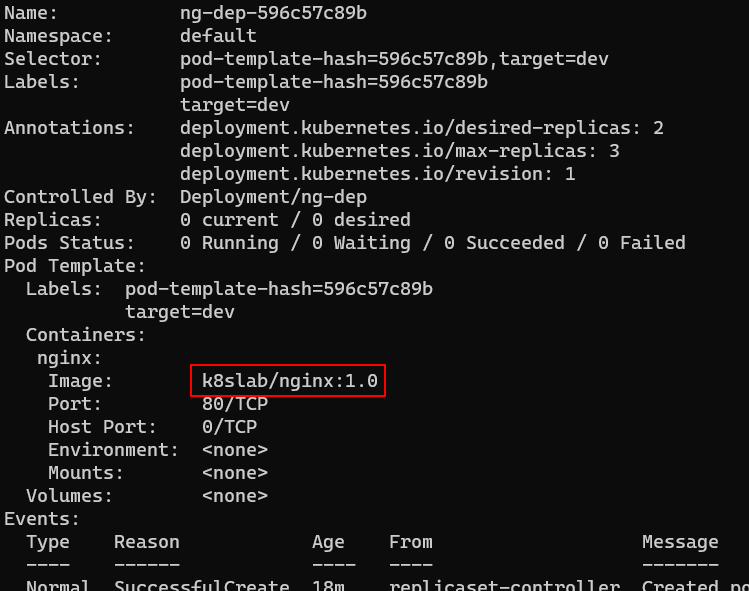 Name:           ng-dep-596c57c89b
Namespace:      default
Selector:       pod-template-hash=596c57c89b,target=dev
Labels:         pod-template-hash=596c57c89b
                target=dev
Annotations:    deployment.kubernetes.io/desired-replicas: 2
                deployment.kubernetes.io/max-replicas: 3
                deployment.kubernetes.io/revision: 1
Controlled By:  Deployment/ng-dep
Replicas:       0 current / 0 desired
Pods Status:    0 Running / 0 Waiting / 0 Succeeded / 0 Failed
Pod Template:
  Labels:  pod-template-hash=596c57c89b
           target=dev
  Containers:
   nginx:
    Image:        k8slab/nginx:1.0
    Port:         80/TCP
    Host Port:    0/TCP
    Environment:  <none>
    Mounts:       <none>
  Volumes:        <none>
Events:
  Type    Reason            Age    From                   Message
  ----    ------            ----   ----                   -------
  Normal  SuccessfulCreate  18m    replicaset-controller  Created